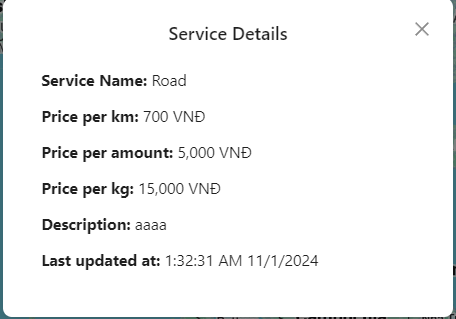 Service Details
Service Name: Road
Price per km: 700 VNĐ
Price per amount: 5,000 VNĐ
Price per kg: 15,000 VNĐ
Description: aaaa
Last updated at: 1:32:31 AM 11/1/2024